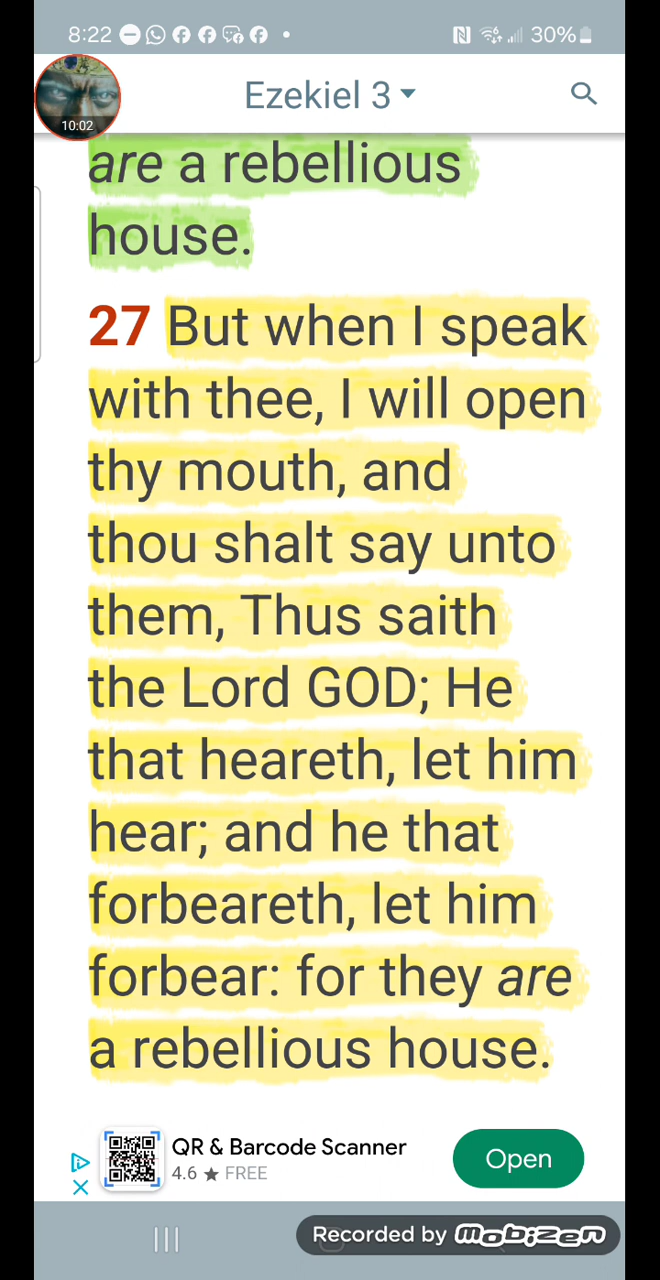 8:22 30%
10:02
Ezekiel 3
are a rebellious
house.
27 But when I speak
with thee, I will open
thy mouth, and
thou shalt say unto
them, Thus saith
the Lord GOD; He
that heareth, let him
hear; and he that
forbeareth, let him
forbear: for they are
a rebellious house.
QR & Barcode Scanner
4.6 ★ FREE
Open
Recorded by mobizen